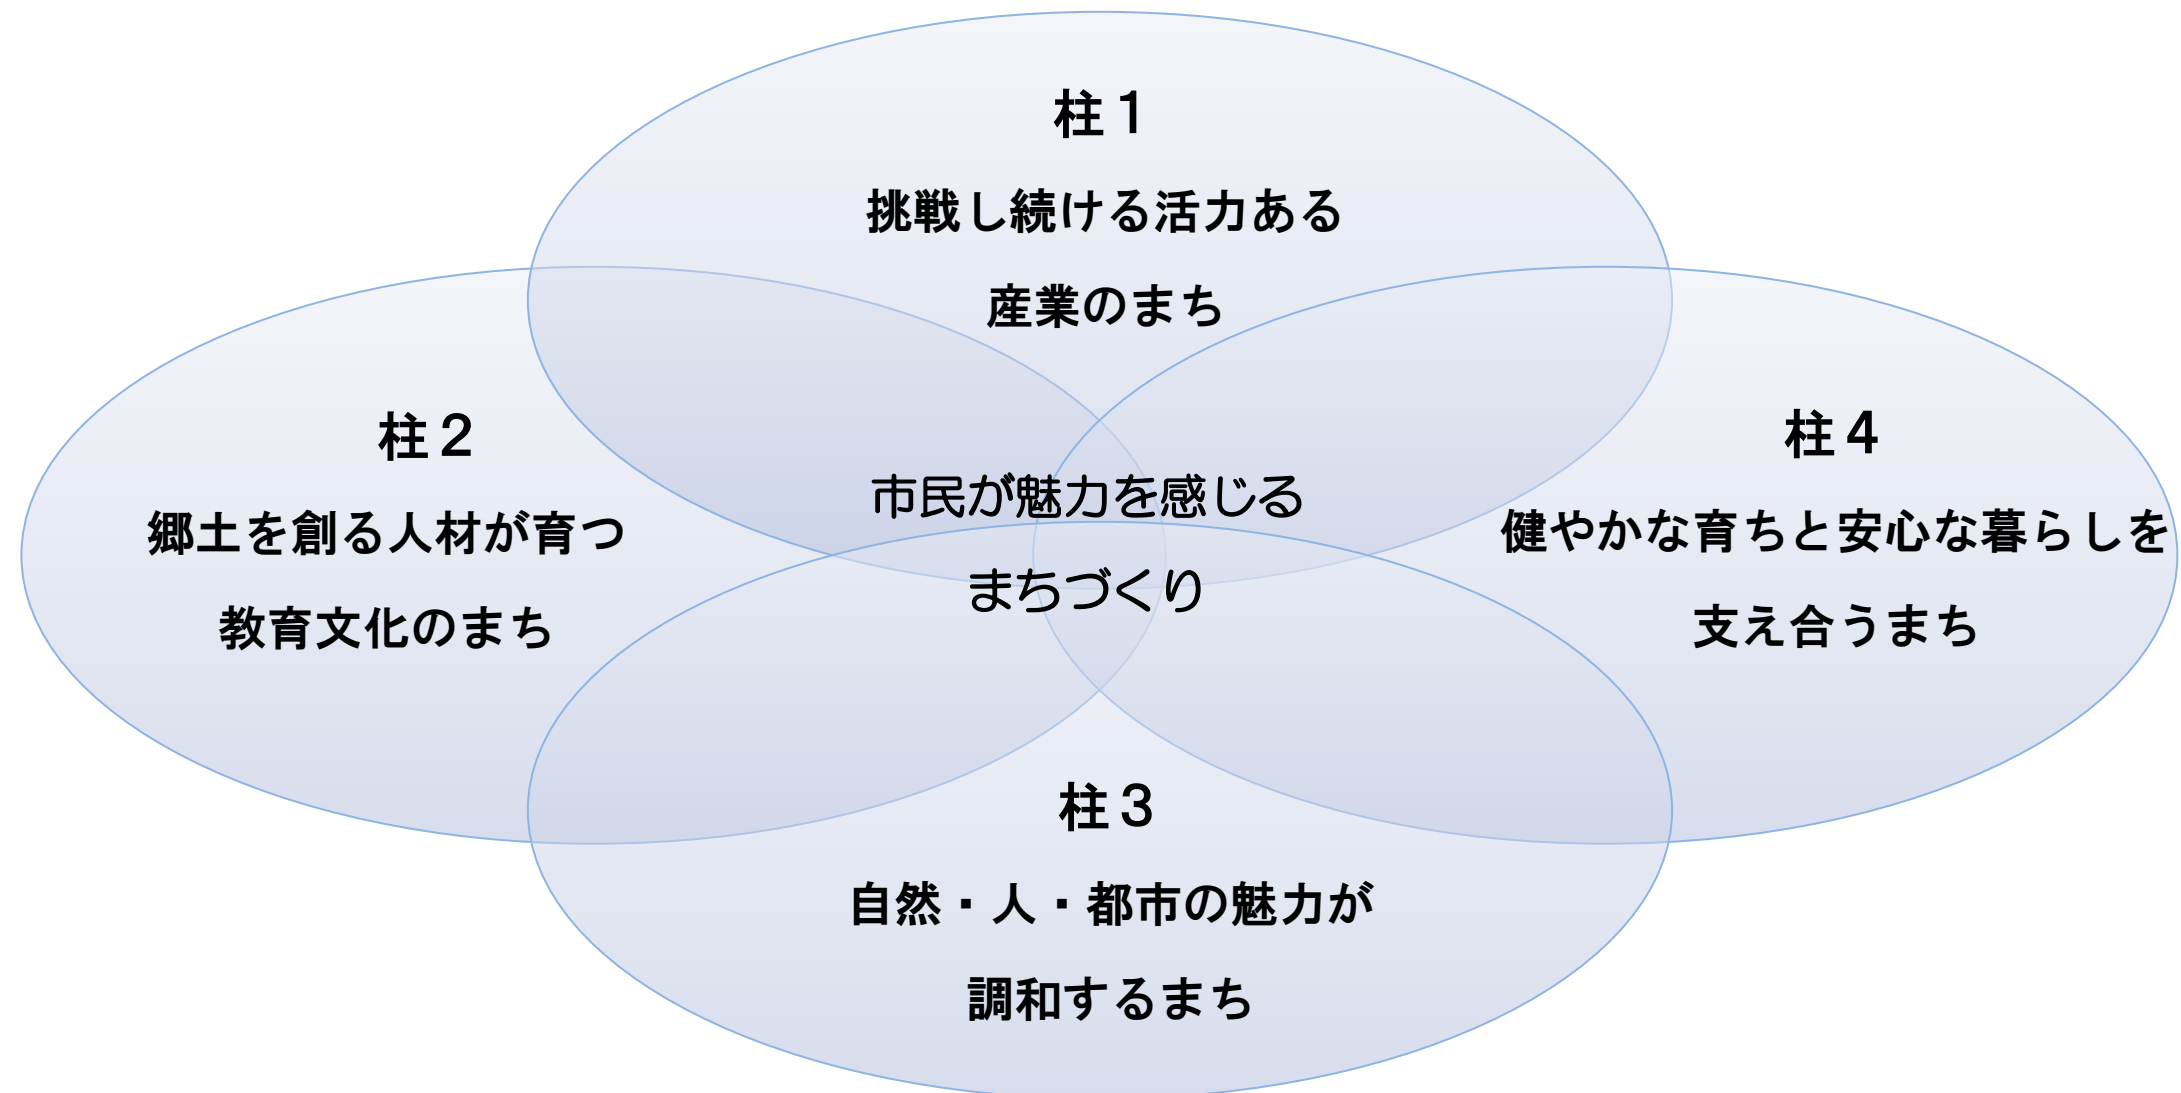 柱１
挑戦し続ける活力ある
産業のまち
柱２
郷土を創る人材が育つ
教育文化のまち
市民が魅力を感じる
まちづくり
柱４
健やかな育ちと安心な暮らしを
支え合うまち
柱３
自然・人・都市の魅力が
調和するまち